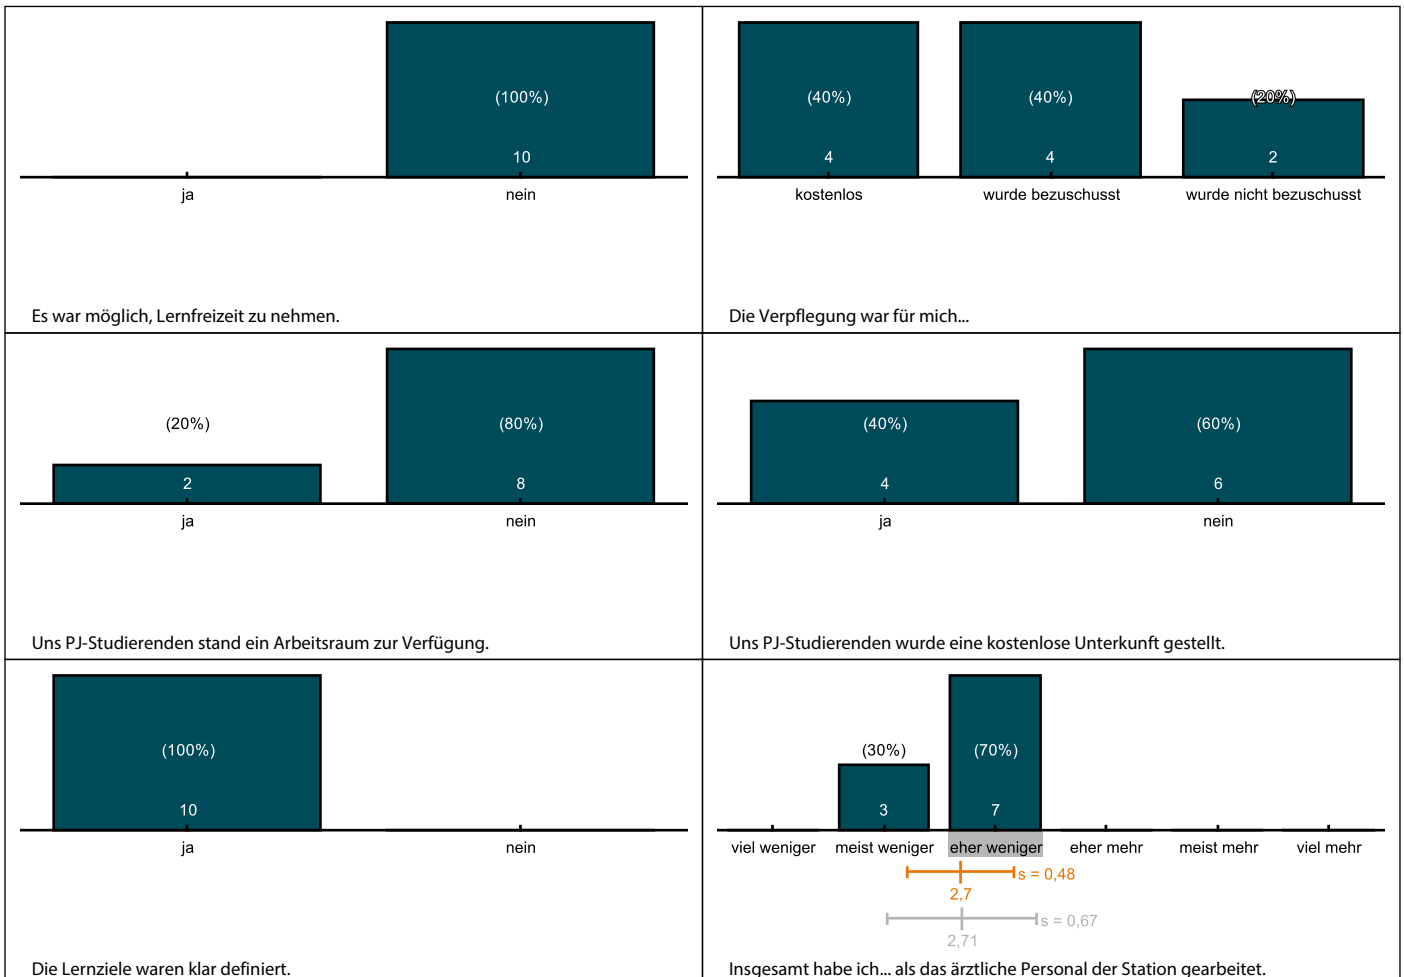 (100%)
10
ja
nein
Es war möglich, Lernfreizeit zu nehmen.
(40%)
(40%)
(20%)
4
4
2
kostenlos
wurde bezuschusst
wurde nicht bezuschusst
Die Verpflegung war für mich...
(20%)
(80%)
2
8
ja
nein
Uns PJ-Studierenden stand ein Arbeitsraum zur Verfügung.
(40%)
(60%)
4
6
ja
nein
Uns PJ-Studierenden wurde eine kostenlose Unterkunft gestellt.
(100%)
10
ja
nein
Die Lernziele waren klar definiert.
(30%)
(70%)
3
7
viel weniger
meist weniger
eher weniger
eher mehr
meist mehr
viel mehr
s = 0,48
2,7
s = 0,67
2,71
Insgesamt habe ich... als das ärztliche Personal der Station gearbeitet.